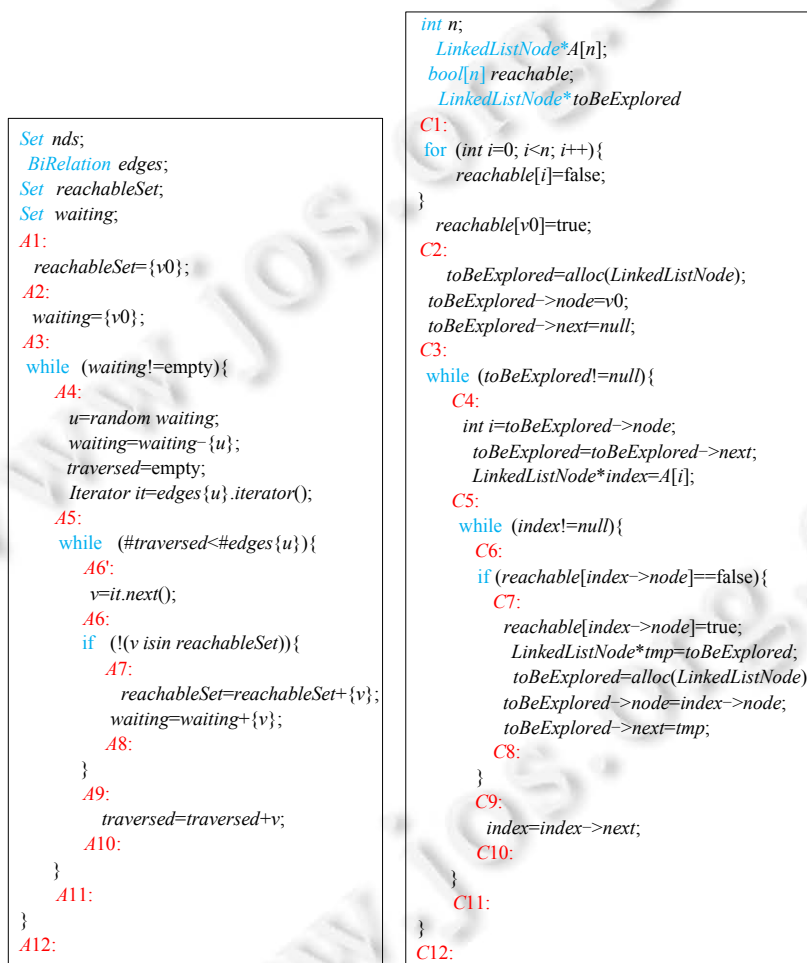 Set nds;
BiRelation edges;
Set reachableSet;
Set waiting;
A1:
reachableSet={v0};
A2:
waiting={v0};
A3:
while (waiting!=empty){
A4:
u=random waiting;
waiting=waiting−{u};
traversed=empty;
Iterator it=edges{u}.iterator();
A5:
while (#traversed<#edges{u}){
A6':
v=it.next();
A6:
if (!(v isin reachableSet)){
A7:
reachableSet=reachableSet+{v};
waiting=waiting+{v};
A8:
}
A9:
traversed=traversed+v;
A10:
}
A11:
}
A12:
int n;
LinkedListNode*A[n];
bool[n] reachable;
LinkedListNode*toBeExplored
C1:
for (int i=0; i<n; i++){
reachable[i]=false;
}
reachable[v0]=true;
C2:
toBeExplored=alloc(LinkedListNode);
toBeExplored−>node=v0;
toBeExplored−>next=null;
C3:
while (toBeExplored!=null){
C4:
int i=toBeExplored−>node;
toBeExplored=toBeExplored−>next;
LinkedListNode*index=A[i];
C5:
while (index!=null){
C6:
if (reachable[index−>node]==false){
C7:
reachable[index−>node]=true;
LinkedListNode*tmp=toBeExplored;
toBeExplored=alloc(LinkedListNode)
toBeExplored−>node=index−>node;
toBeExplored−>next=tmp;
C8:
}
C9:
index=index−>next;
C10:
}
C11:
}
C12:
www.jos.org.